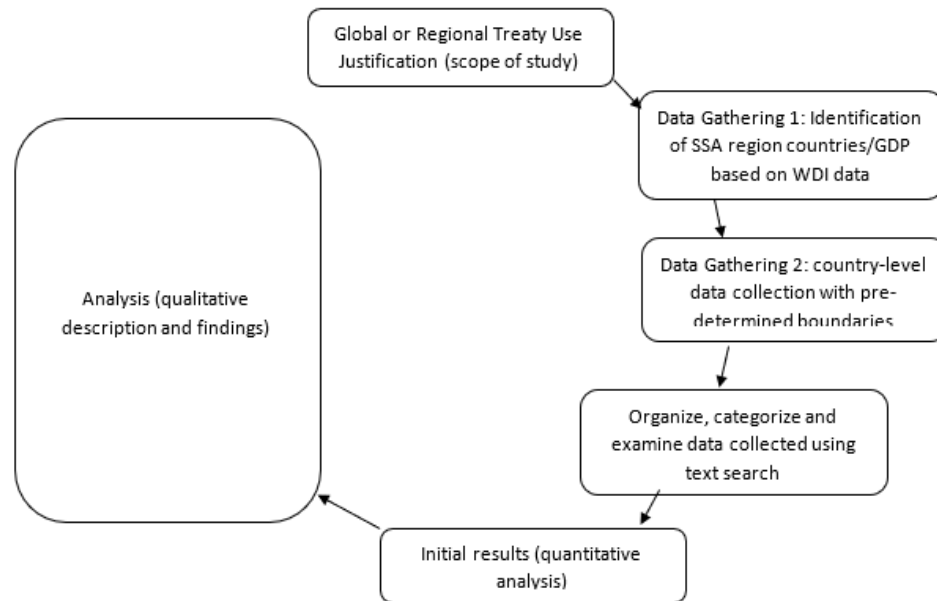 Global or Regional Treaty Use
Justification (scope of study)
Data Gathering 1: Identification
of SSA region countries/GDP
based on WDI data
Data Gathering 2: country-level
data collection with pre-
determined boundaries
Organize, categorize and
examine data collected using
text search
Initial results (quantitative
analysis)
Analysis (qualitative
description and findings)